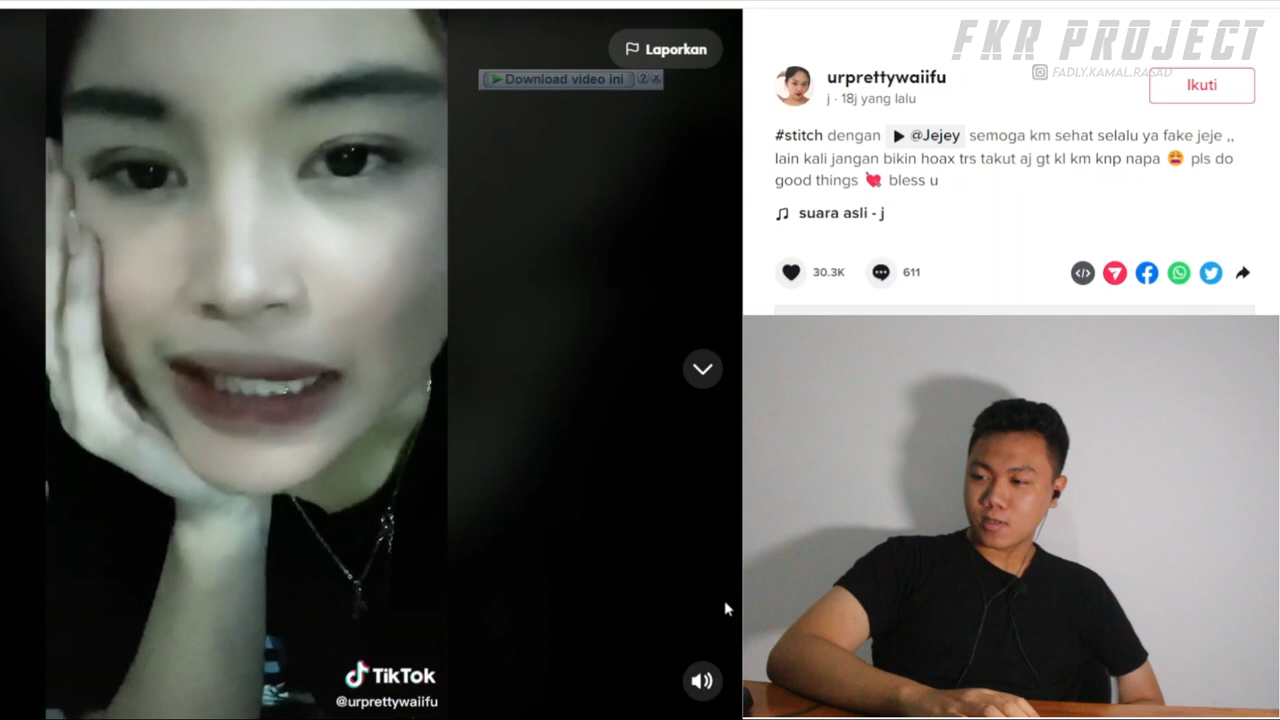 FKR PROJECT
FADLY.KAMAL.RASAD
Laporkan
Download video ini
urprettywaiifu
j · 18j yang lalu
Ikuti
#stitch dengan ▶ @Jejey semoga km sehat selalu ya fake jeje ,,
lain kali jangan bikin hoax trs takut aj gt kl km knp napa 🤩 pls do
good things 💘 bless u
suara asli - j
30.3K
611
TikTok
@urprettywaiifu